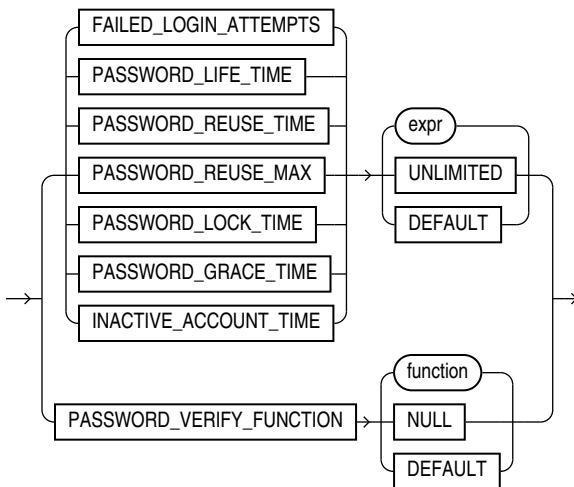 FAILED_LOGIN_ATTEMPTS
PASSWORD_LIFE_TIME
PASSWORD_REUSE_TIME
PASSWORD_REUSE_MAX
PASSWORD_LOCK_TIME
PASSWORD_GRACE_TIME
INACTIVE_ACCOUNT_TIME
expr
UNLIMITED
DEFAULT
PASSWORD_VERIFY_FUNCTION
function
NULL
DEFAULT